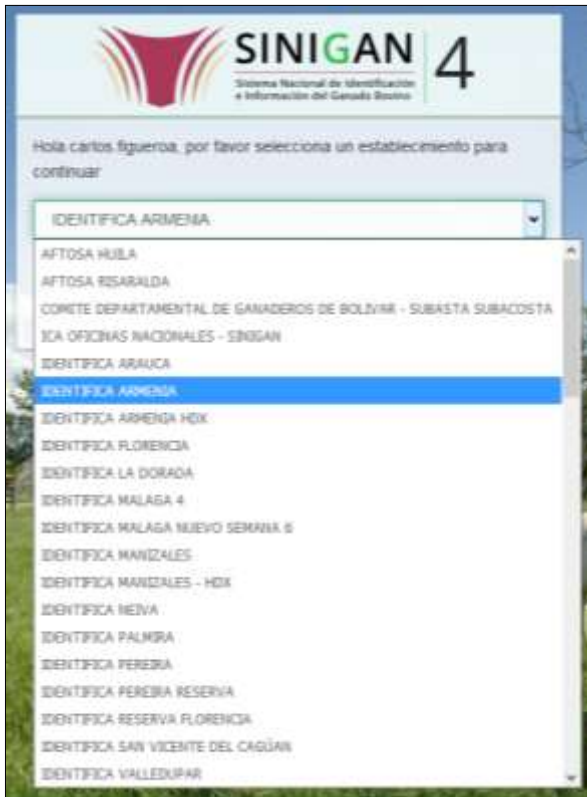 SINIGAN 4
Sistema Nacional de Identificación
e Información del Ganado Bovino
Hola carlos figueroa, por favor selecciona un establecimiento para
continuar
IDENTIFICA ARMENIA
AFTOSA HUILA
AFTOSA RISARALDA
COMITE DEPARTAMENTAL DE GANADEROS DE BOLIVAR - SUBASTA SUBACOSTA
ICA OFICINAS NACIONALES - SINIGAN
IDENTIFICA ARAUCA
IDENTIFICA ARMENIA
IDENTIFICA ARMENIA HDX
IDENTIFICA FLORENCIA
IDENTIFICA LA DORADA
IDENTIFICA MALAGA 4
IDENTIFICA MALAGA NUEVO SEMANA 6
IDENTIFICA MANIZALES
IDENTIFICA MANIZALES - HDX
IDENTIFICA NEIVA
IDENTIFICA PALMIRA
IDENTIFICA PEREIRA
IDENTIFICA PEREIRA RESERVA
IDENTIFICA RESERVA FLORENCIA
IDENTIFICA SAN VICENTE DEL CAGÜAN
IDENTIFICA VALLEDUPAR